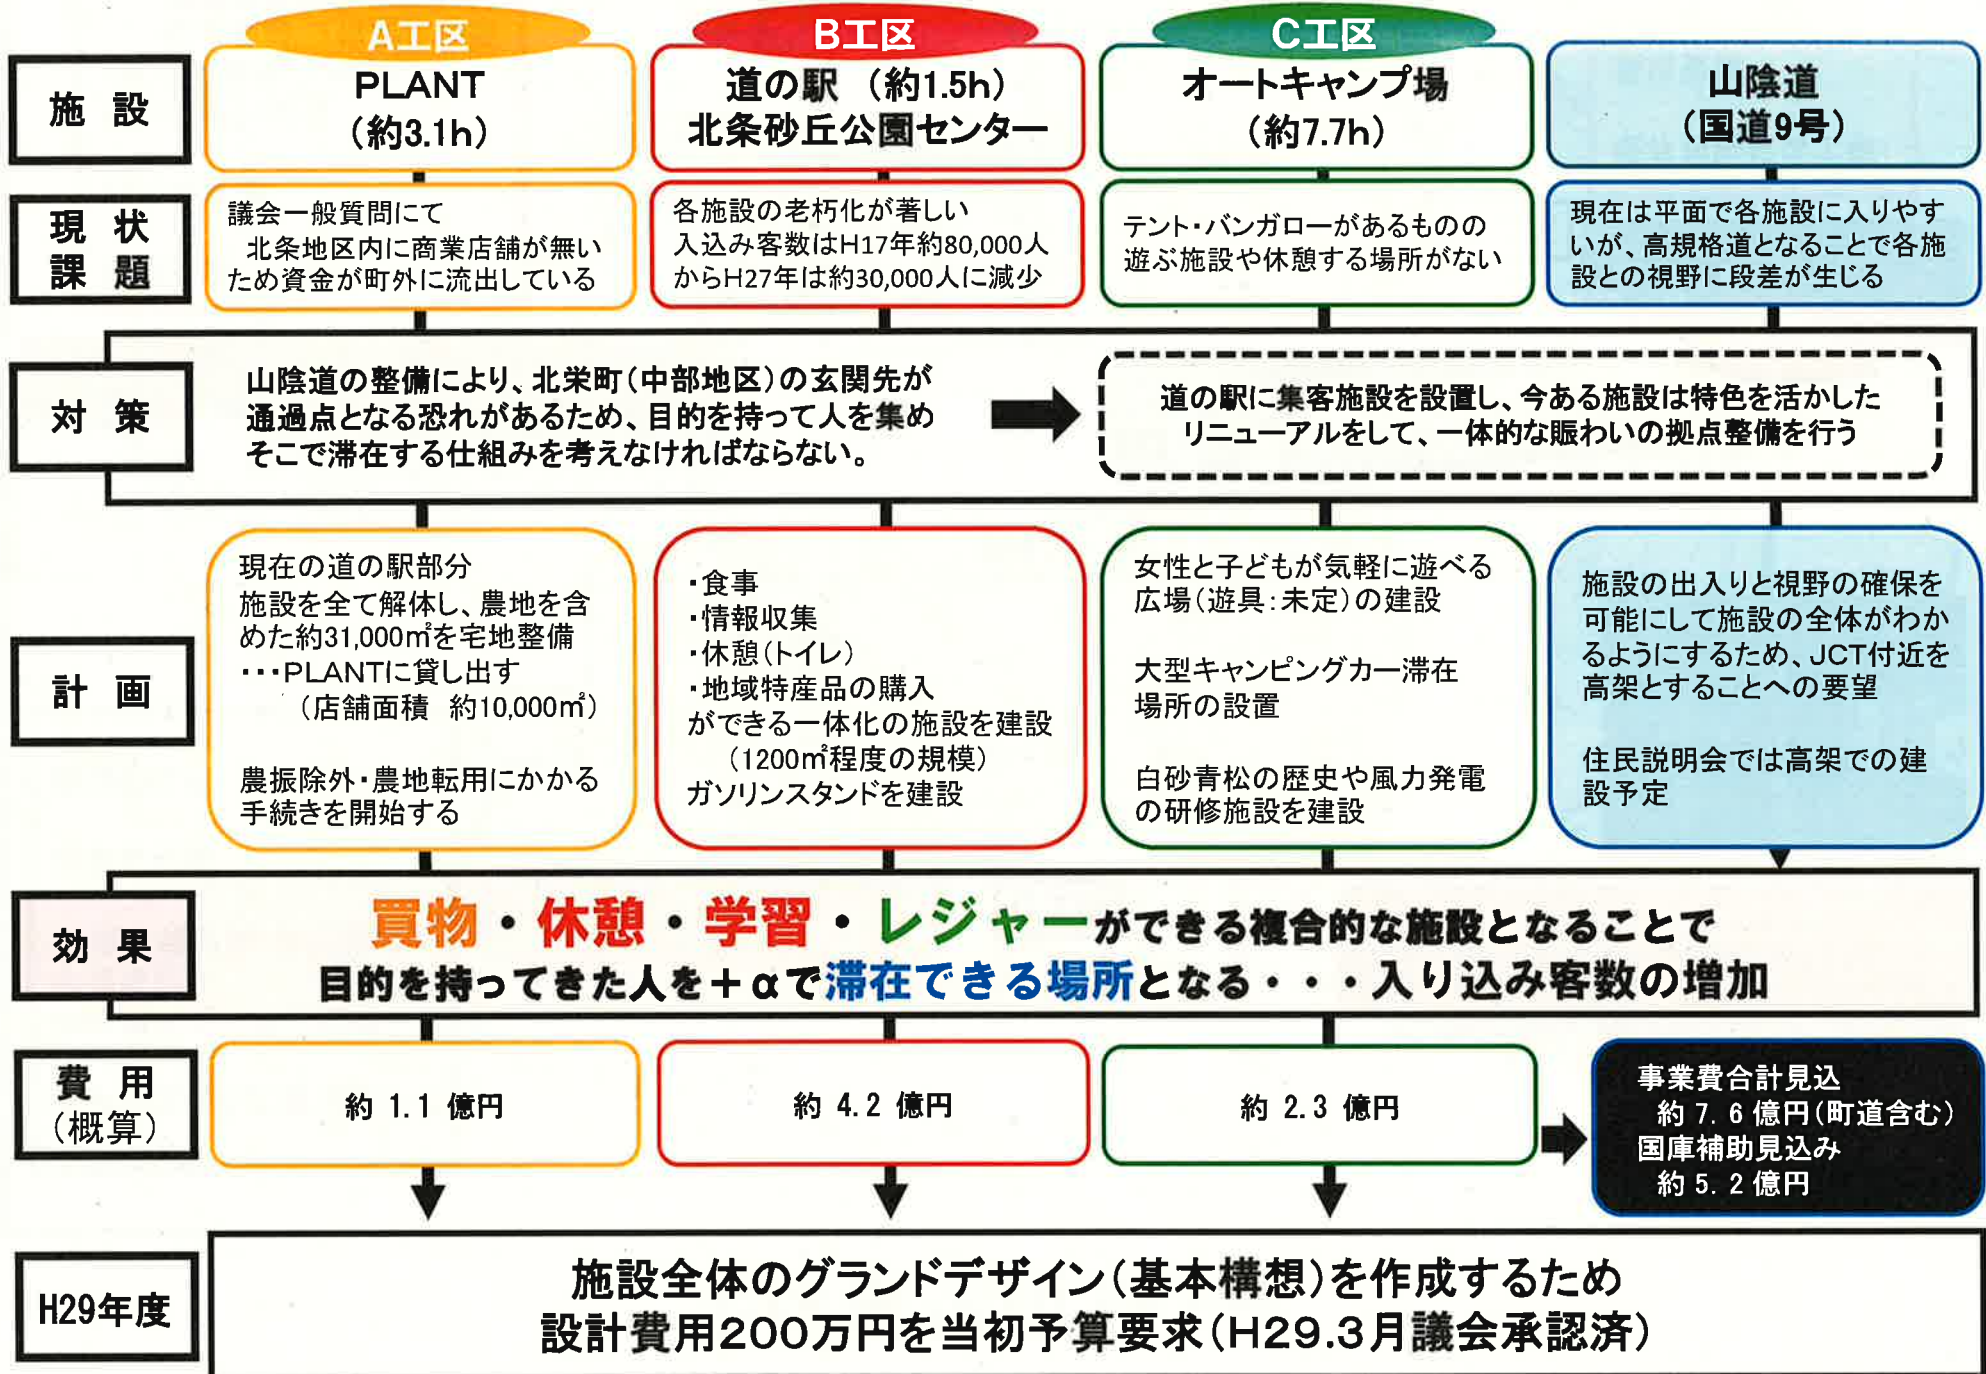 A工区
B工区
C工区
施 設
PLANT
(約3.1h)
道の駅 (約1.5h)
北条砂丘公園センター
オートキャンプ場
(約7.7h)
山陰道
(国道9号)
現 状
課 題
議会一般質問にて
北条地区内に商業店舗が無い
ため資金が町外に流出している
各施設の老朽化が著しい
入込み客数はH17年約80,000人
からH27年は約30,000人に減少
テント・バンガローがあるものの
遊ぶ施設や休憩する場所がない
現在は平面で各施設に入りやす
いが、高規格道となることで各施
設との視野に段差が生じる
対 策
山陰道の整備により、北栄町(中部地区)の玄関先が
通過点となる恐れがあるため、目的を持って人を集め
そこで滞在する仕組みを考えなければならない。
道の駅に集客施設を設置し、今ある施設は特色を活かした
リニューアルをして、一体的な賑わいの拠点整備を行う
計 画
現在の道の駅部分
施設を全て解体し、農地を含
めた約31,000㎡を宅地整備
・・・PLANTに貸し出す
(店舗面積 約10,000㎡)
農振除外・農地転用にかかる
手続きを開始する
・食事
・情報収集
・休憩(トイレ)
・地域特産品の購入
ができる一体化の施設を建設
(1200㎡程度の規模)
ガソリンスタンドを建設
女性と子どもが気軽に遊べる
広場(遊具:未定)の建設
大型キャンピングカー滞在
場所の設置
白砂青松の歴史や風力発電
の研修施設を建設
施設の出入りと視野の確保を
可能にして施設の全体がわか
るようにするため、JCT付近を
高架とすることへの要望
住民説明会では高架での建
設予定
効 果
買物・休憩・学習・レジャーができる複合的な施設となることで
目的を持ってきた人を+αで滞在できる場所となる・・・入り込み客数の増加
費 用
(概算)
約 1.1 億円
約 4.2 億円
約 2.3 億円
事業費合計見込
約 7.6 億円(町道含む)
国庫補助見込み
約 5.2 億円
H29年度
施設全体のグランドデザイン(基本構想)を作成するため
設計費用200万円を当初予算要求(H29.3月議会承認済)